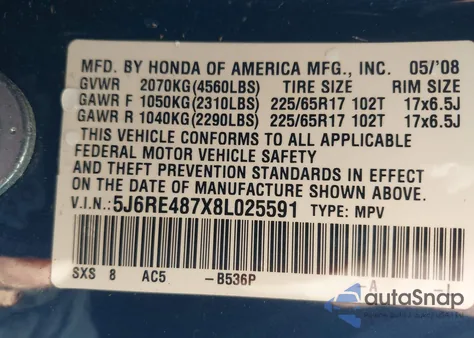 MFD. BY HONDA OF AMERICA MFG., INC. 05/'08
GVWR 2070KG(4560LBS) TIRE SIZE RIM SIZE
GAWR F 1050KG(2310LBS) 225/65R17 102T 17x6.5J
GAWR R 1040KG(2290LBS) 225/65R17 102T 17x6.5J
THIS VEHICLE CONFORMS TO ALL APPLICABLE
FEDERAL MOTOR VEHICLE SAFETY
AND THEFT PREVENTION STANDARDS IN EFFECT
ON THE DATE OF MANUFACTURE SHOWN ABOVE.
V.I.N.:5J6RE487X8L025591 TYPE: MPV
SXS 8 AC5 -B536P -A
autoSnap